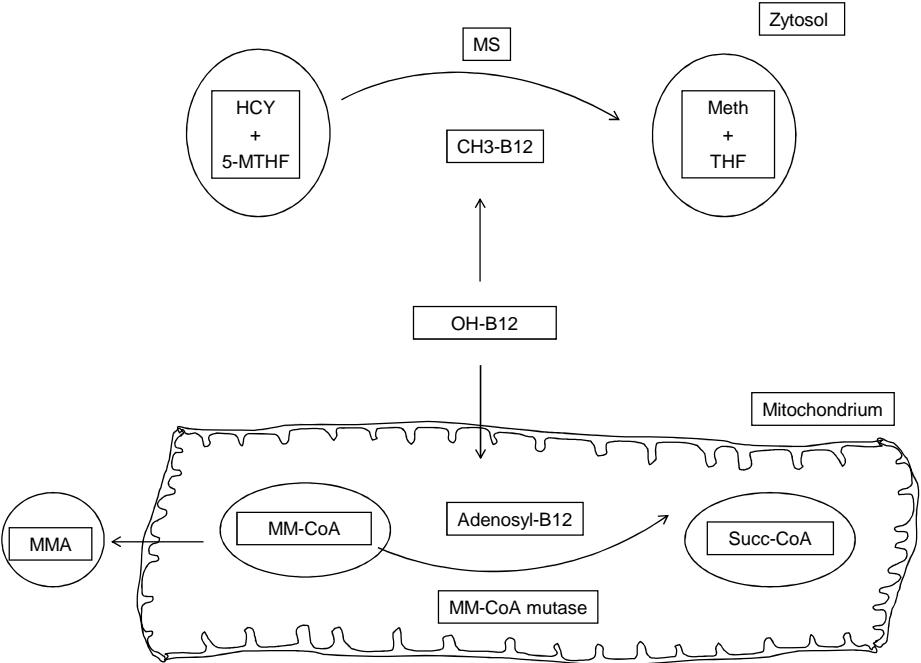 Zytosol
MS
HCY
+
5-MTHF
Meth
+
THF
CH3-B12
OH-B12
Mitochondrium
MM-CoA
Adenosyl-B12
Succ-CoA
MMA
MM-CoA mutase